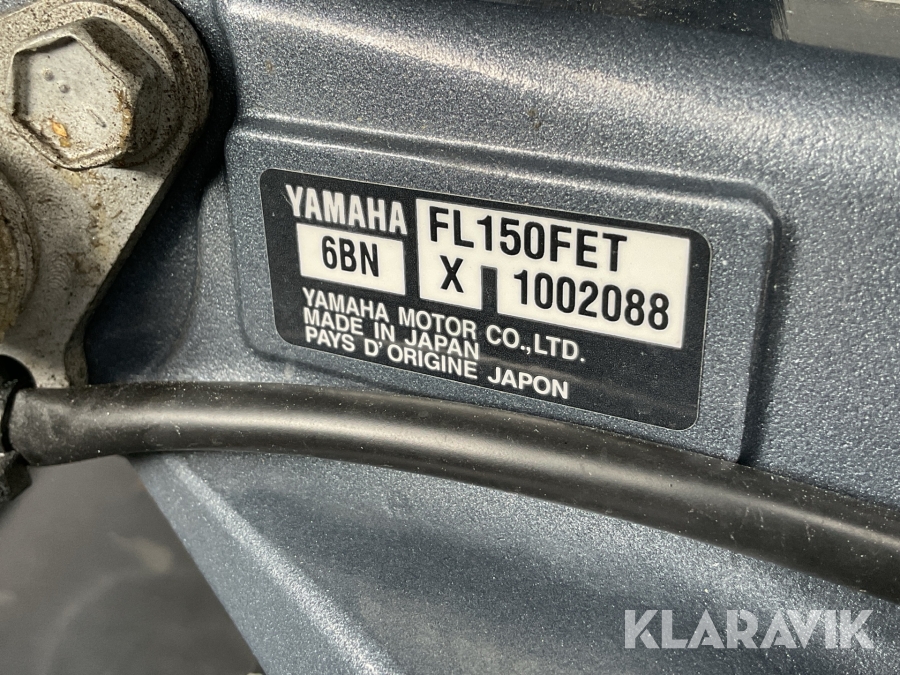 YAMAHA FL150FET
6BN X 1002088
YAMAHA MOTOR CO.,LTD.
MADE IN JAPAN
PAYS D'ORIGINE JAPON
KLARAVIK